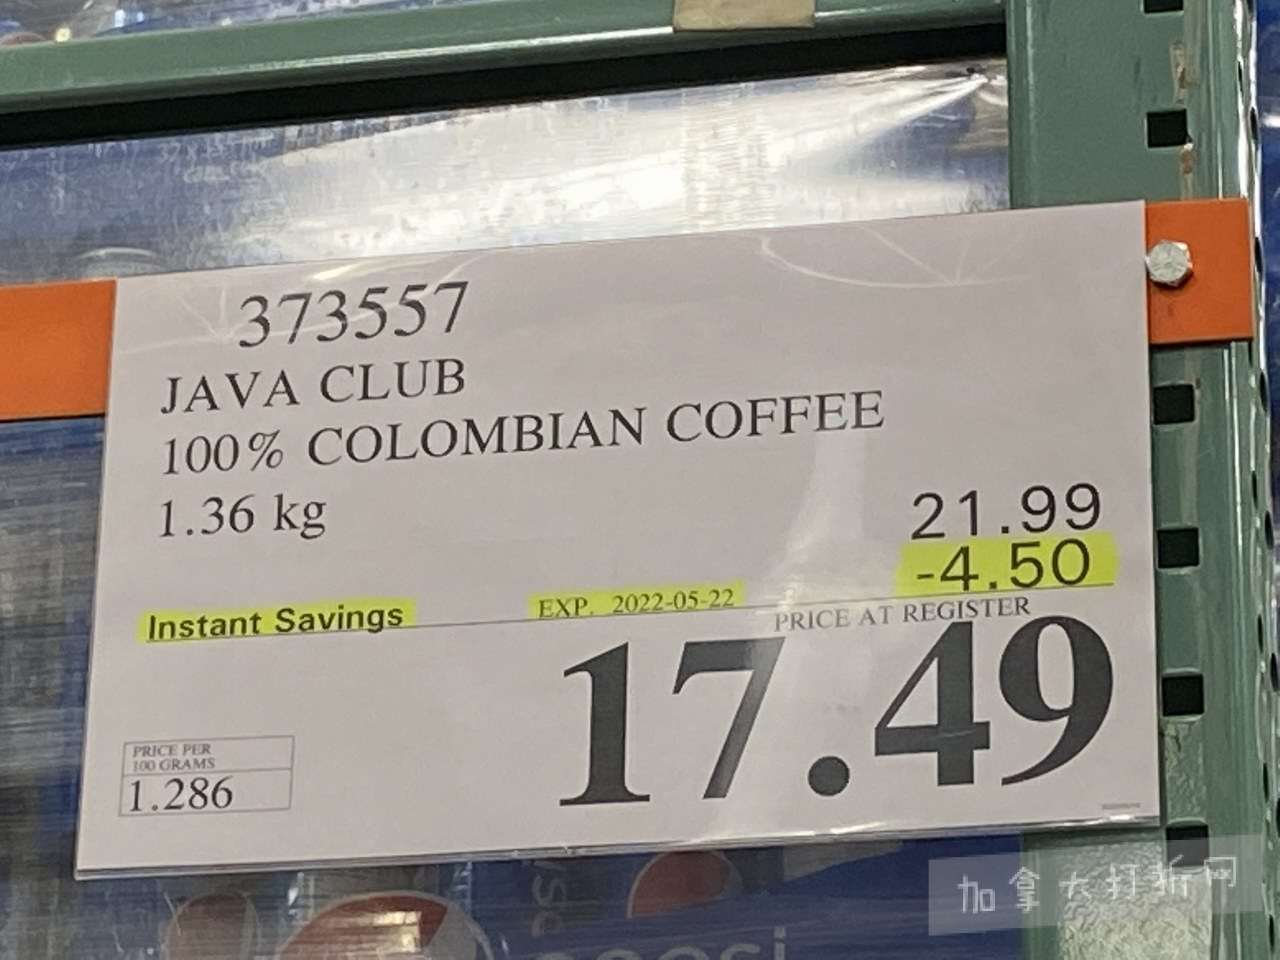 373557
JAVA CLUB
100% COLOMBIAN COFFEE
1.36 kg
21.99
-4.50
Instant Savings
EXP. 2022-05-22
PRICE AT REGISTER
17.49
PRICE PER
100 GRAMS
1.286
加拿大打折网